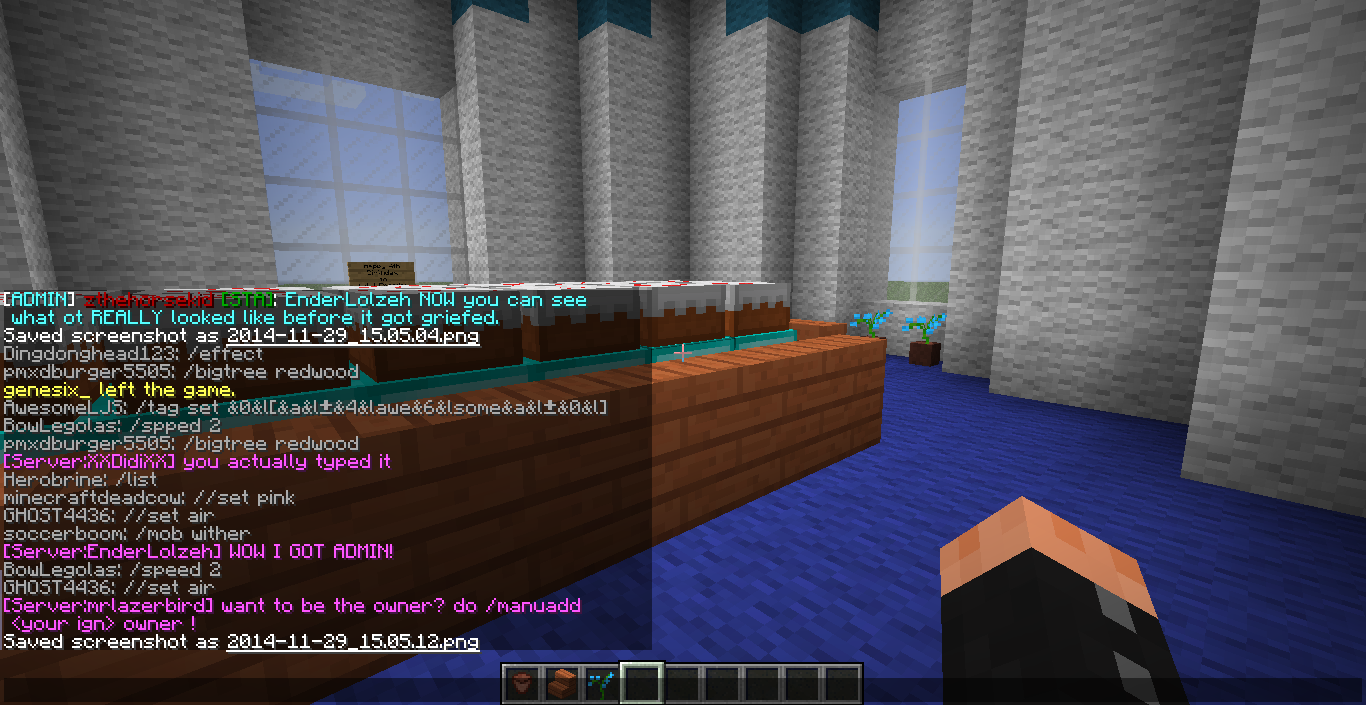 Happy 4th
Birthday
[ADMIN] zthehorsekid [STA]: EnderLolzeh NOW you can see
what ot REALLY looked like before it got griefed.
Saved screenshot as 2014-11-29_15.05.04.png
Dingdonghead123: /effect
pmxdburger5505: /bigtree redwood
genesix_ left the game.
AwesomeLJS: /tag set &0&l[&a&l±&4&lawe&6&lsome&a&l±&0&l]
BowLegolas: /spped 2
pmxdburger5505: /bigtree redwood
[Server:XXDidiXX] you actually typed it
Herobrine: /list
minecraftdeadcow: //set pink
GHOST4436: //set air
soccerboom: /mob wither
[Server:EnderLolzeh] WOW I GOT ADMIN!
BowLegolas: /speed 2
GHOST4436: //set air
[Server:mrlazerbird] want to be the owner? do /manuadd
<your ign> owner !
Saved screenshot as 2014-11-29_15.05.12.png